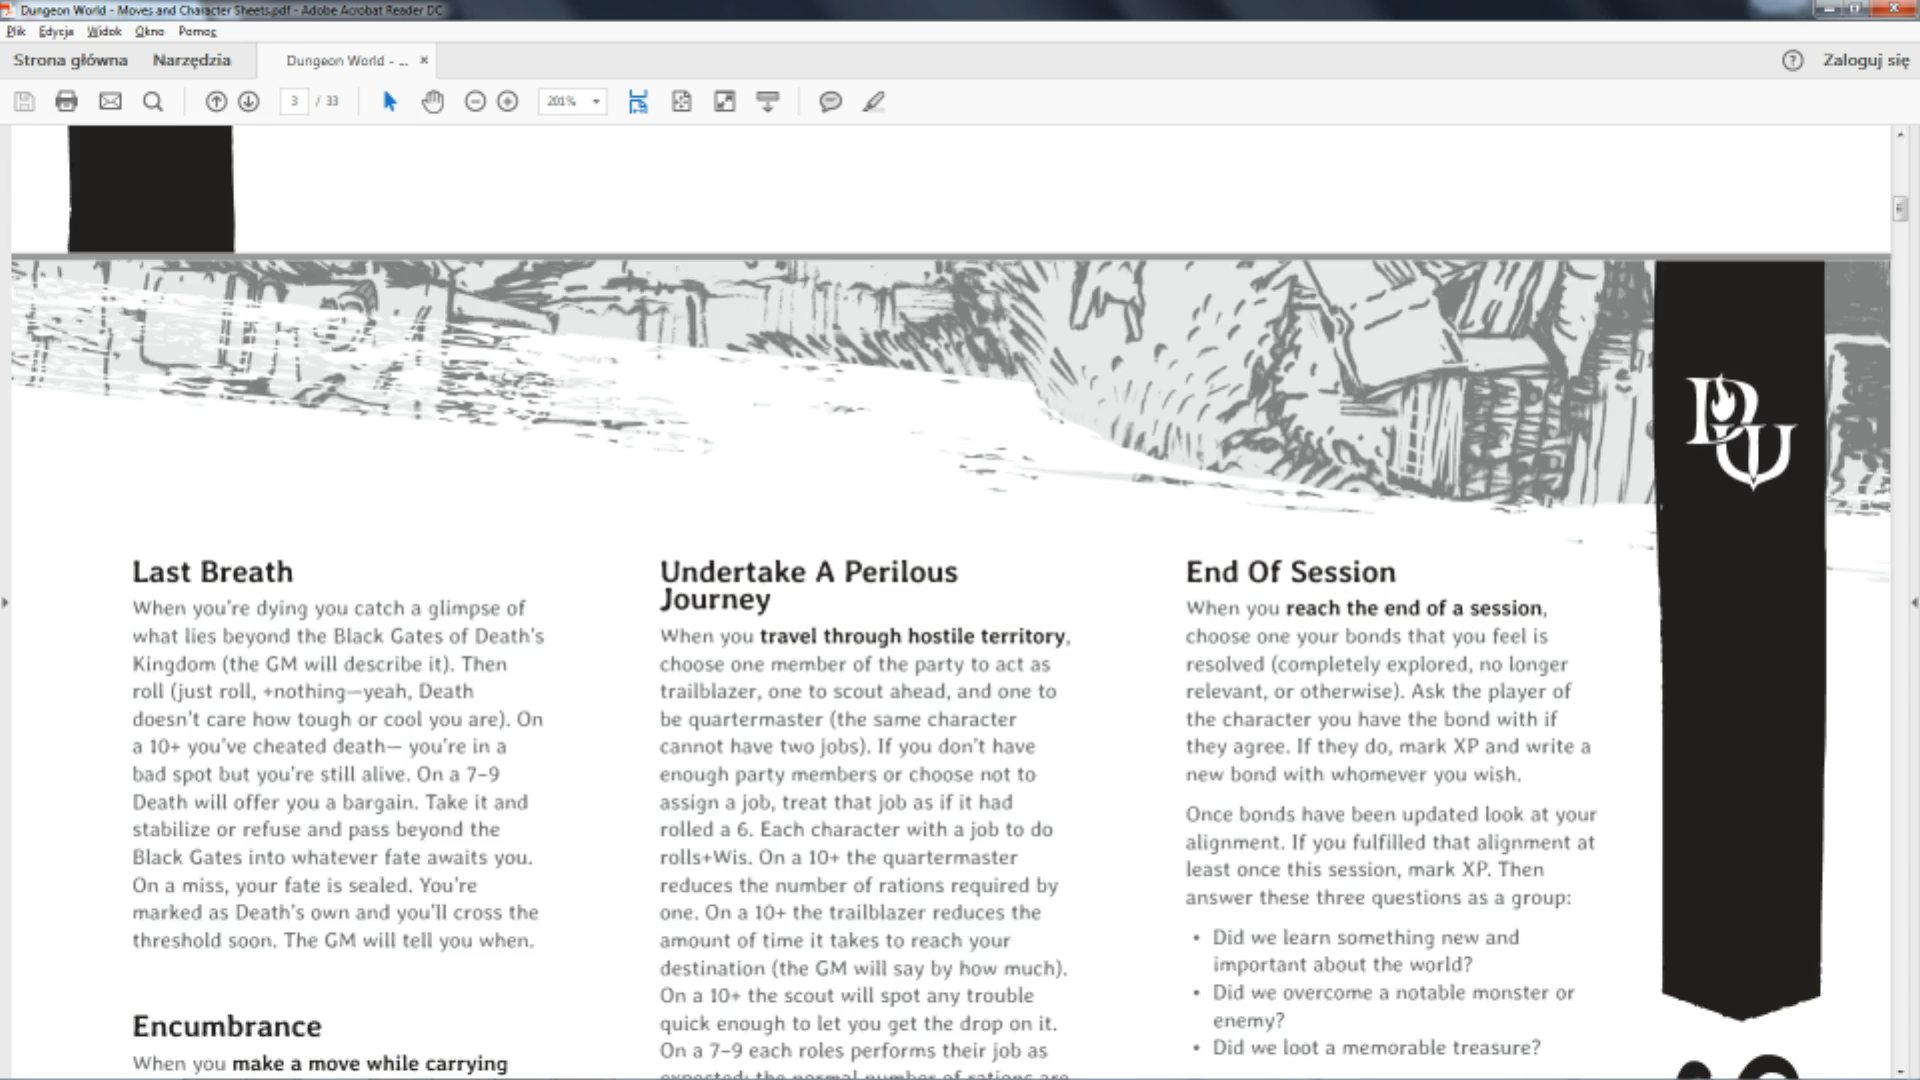 Dungeon World - Moves and Character Sheets.pdf - Adobe Acrobat Reader DC
Plik Edycja Widok Okno Pomoc
Strona główna Narzędzia Dungeon World - ... × ? Zaloguj się
3 / 33 201%
Last Breath
When you're dying you catch a glimpse of
what lies beyond the Black Gates of Death's
Kingdom (the GM will describe it). Then
roll (just roll, +nothing—yeah, Death
doesn't care how tough or cool you are). On
a 10+ you've cheated death— you're in a
bad spot but you're still alive. On a 7–9
Death will offer you a bargain. Take it and
stabilize or refuse and pass beyond the
Black Gates into whatever fate awaits you.
On a miss, your fate is sealed. You're
marked as Death's own and you'll cross the
threshold soon. The GM will tell you when.
Encumbrance
When you make a move while carrying
Undertake A Perilous
Journey
When you travel through hostile territory,
choose one member of the party to act as
trailblazer, one to scout ahead, and one to
be quartermaster (the same character
cannot have two jobs). If you don't have
enough party members or choose not to
assign a job, treat that job as if it had
rolled a 6. Each character with a job to do
rolls+Wis. On a 10+ the quartermaster
reduces the number of rations required by
one. On a 10+ the trailblazer reduces the
amount of time it takes to reach your
destination (the GM will say by how much).
On a 10+ the scout will spot any trouble
quick enough to let you get the drop on it.
On a 7–9 each roles performs their job as
expected: the normal number of rations are
End Of Session
When you reach the end of a session,
choose one your bonds that you feel is
resolved (completely explored, no longer
relevant, or otherwise). Ask the player of
the character you have the bond with if
they agree. If they do, mark XP and write a
new bond with whomever you wish.
Once bonds have been updated look at your
alignment. If you fulfilled that alignment at
least once this session, mark XP. Then
answer these three questions as a group:
• Did we learn something new and
important about the world?
• Did we overcome a notable monster or
enemy?
• Did we loot a memorable treasure?
DW